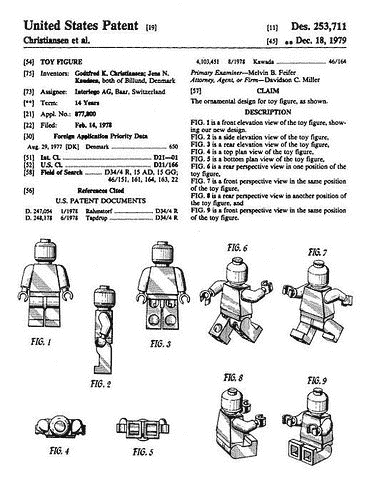 United States Patent [19]
[11] Des. 253,711
Christiansen et al.
[45] ** Dec. 18, 1979
[54] TOY FIGURE
[75] Inventors: Godtfred K. Christiansen; Jens N. Knudsen, both of Billund, Denmark
[73] Assignee: Interlego AG, Baar, Switzerland
[**] Term: 14 Years
[21] Appl. No.: 877,800
[22] Filed: Feb. 14, 1978
[30] Foreign Application Priority Data
Aug. 29, 1977 [DK] Denmark 650
[51] Int. Cl. D21—01
[52] U.S. Cl. D21/166
[58] Field of Search D34/4 R, 15 AD, 15 GG;
46/151, 161, 164, 163, 22
[56] References Cited
U.S. PATENT DOCUMENTS
D. 247,054 1/1978 Rahmstorf D34/4 R
D. 248,178 6/1978 Tapdrup D34/4 R
4,103,451 8/1978 Kawada 46/164
Primary Examiner—Melvin B. Feifer
Attorney, Agent, or Firm—Davidson C. Miller
[57] CLAIM
The ornamental design for toy figure, as shown.
DESCRIPTION
FIG. 1 is a front elevation view of the toy figure, showing our new design.
FIG. 2 is a side elevation view of the toy figure,
FIG. 3 is a rear elevation view of the toy figure,
FIG. 4 is a top plan view of the toy figure,
FIG. 5 is a bottom plan view of the toy figure,
FIG. 6 is a rear perspective view in one position of the toy figure,
FIG. 7 is a front perspective view in the same position of the toy figure,
FIG. 8 is a rear perspective view in another position of the toy figure, and
FIG. 9 is a front perspective view in the same position of the toy figure.
FIG. 1
FIG. 2
FIG. 3
FIG. 6
FIG. 7
FIG. 4
FIG. 5
FIG. 8
FIG. 9